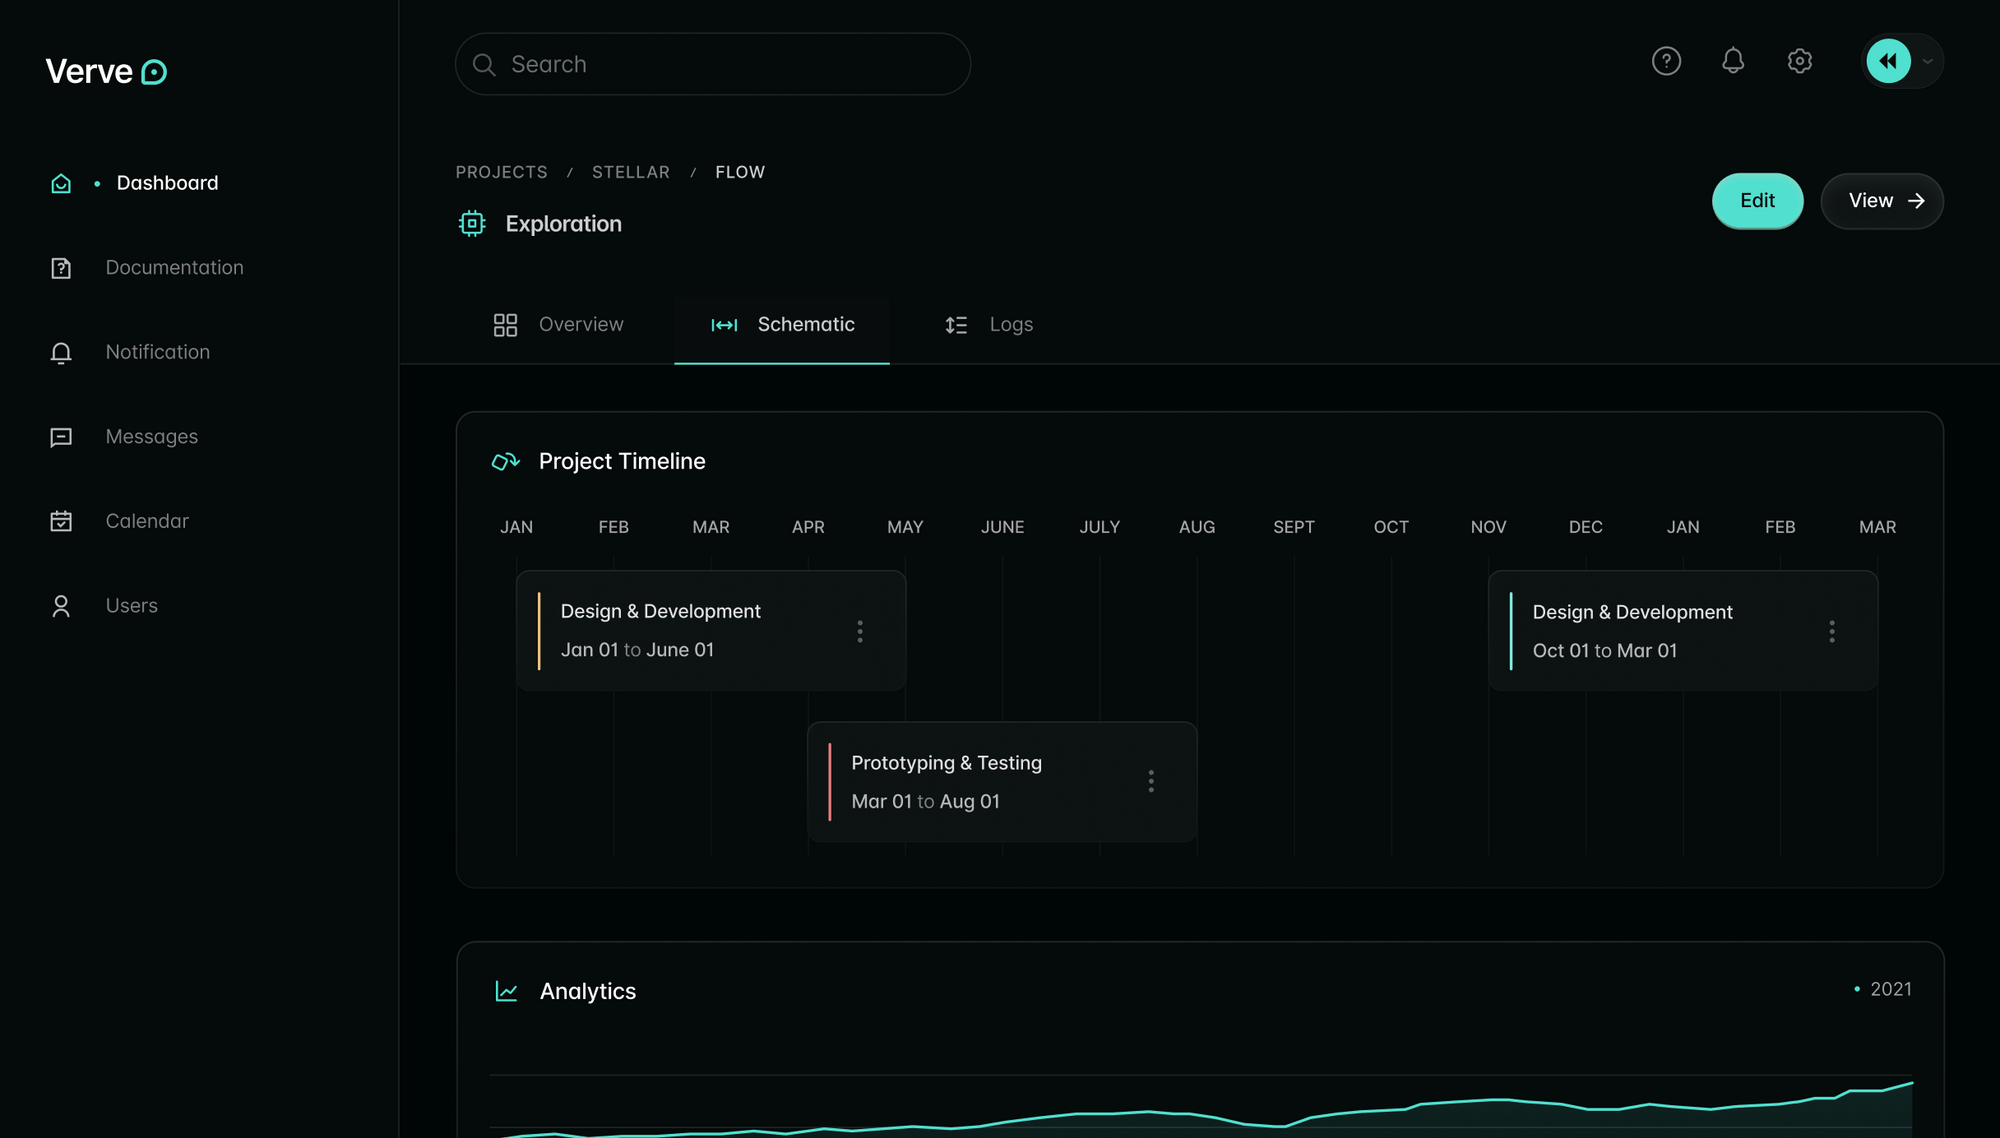 Verve
Search
Dashboard
Documentation
Notification
Messages
Calendar
Users
PROJECTS / STELLAR / FLOW
Exploration
Edit
View
Overview
Schematic
Logs
Project Timeline
JAN FEB MAR APR MAY JUNE JULY AUG SEPT OCT NOV DEC JAN FEB MAR
Design & Development
Jan 01 to June 01
Design & Development
Oct 01 to Mar 01
Prototyping & Testing
Mar 01 to Aug 01
Analytics
2021